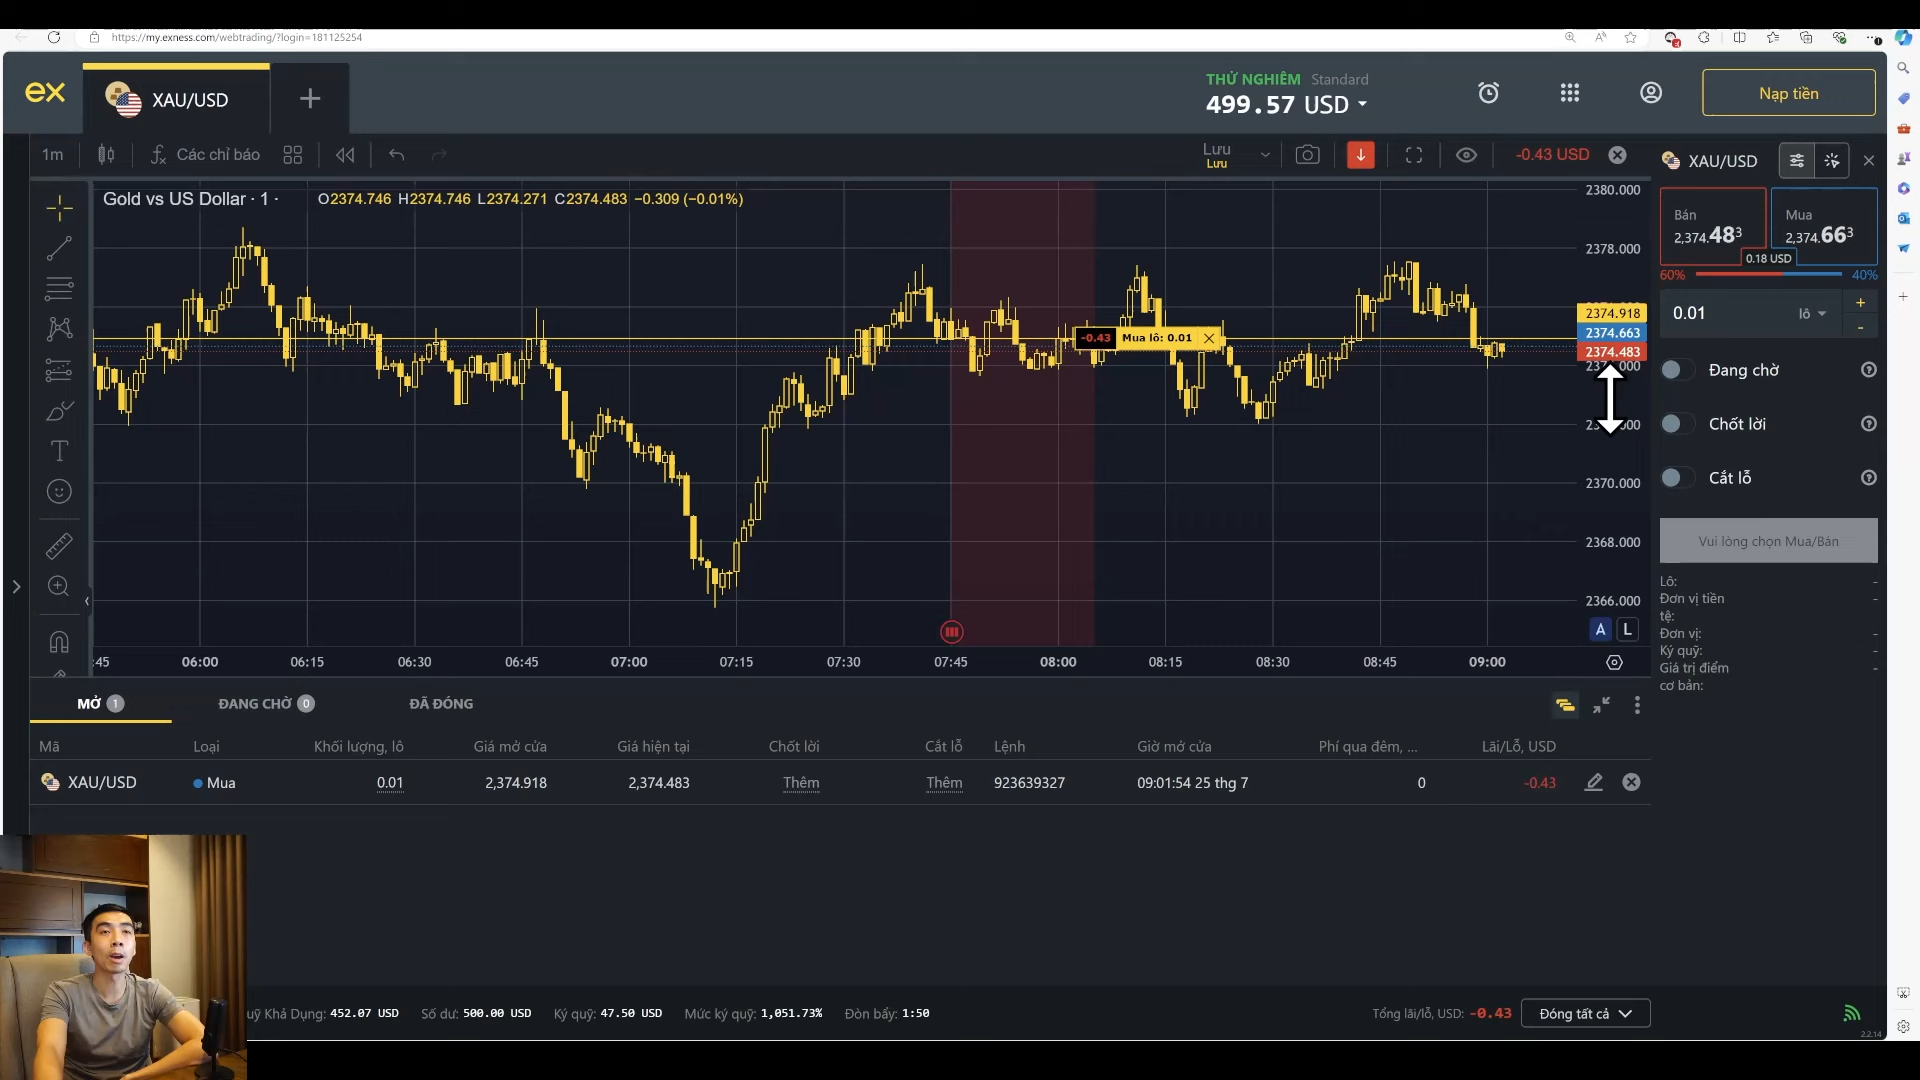 https://my.exness.com/webtrading/?login=181125254
ex
XAU/USD
THỬ NGHIỆM Standard
499.57 USD
Nạp tiền
1m
Các chỉ báo
Lưu
Lưu
-0.43 USD
XAU/USD
Gold vs US Dollar · 1 ·
O2374.746 H2374.746 L2374.271 C2374.483 −0.309 (−0.01%)
2380.000
2378.000
2374.918
2374.663
2374.483
2370.000
2368.000
2366.000
A L
-0.43 Mua lô: 0.01
06:00 06:15 06:30 06:45 07:00 07:15 07:30 07:45 08:00 08:15 08:30 08:45 09:00
Bán
2,374.483
Mua
2,374.663
0.18 USD
60% 40%
0.01 lô
+
-
Đang chờ
Chốt lời
Cắt lỗ
Vui lòng chọn Mua/Bán
Lô: -
Đơn vị tiền tệ: -
Đơn vị: -
Ký quỹ: -
Giá trị điểm cơ bản: -
MỞ 1 ĐANG CHỜ 0 ĐÃ ĐÓNG
Mã Loại Khối lượng, lô Giá mở cửa Giá hiện tại Chốt lời Cắt lỗ Lệnh Giờ mở cửa Phí qua đêm, ... Lãi/Lỗ, USD
XAU/USD Mua 0.01 2,374.918 2,374.483 Thêm Thêm 923639327 09:01:54 25 thg 7 0 -0.43
Khả Dụng: 452.07 USD Số dư: 500.00 USD Ký quỹ: 47.50 USD Mức ký quỹ: 1,051.73% Đòn bẩy: 1:50
Tổng lãi/lỗ, USD: -0.43 Đóng tất cả
2.2.14